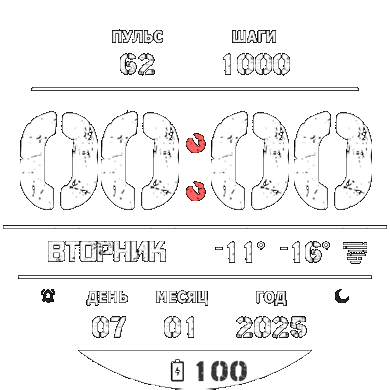 ПУЛЬС ШАГИ
62 1000
00:00
ВТОРНИК -11° -16°
ДЕНЬ МЕСЯЦ ГОД
07 01 2025
100